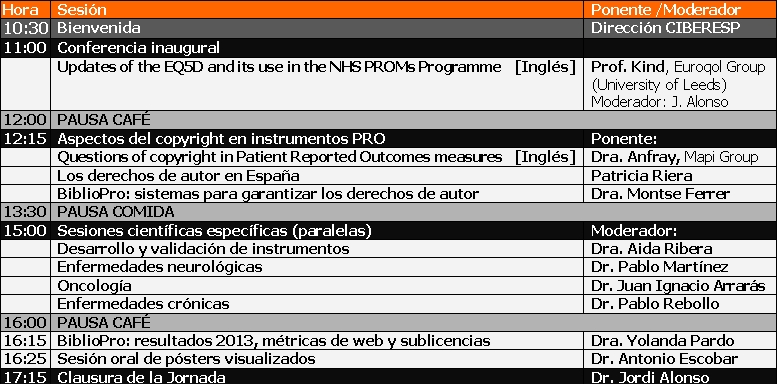 Hora Sesión Ponente /Moderador
10:30 Bienvenida Dirección CIBERESP
11:00 Conferencia inaugural
Updates of the EQ5D and its use in the NHS PROMs Programme [Inglés] Prof. Kind, Euroqol Group
(University of Leeds)
Moderador: J. Alonso
12:00 PAUSA CAFÉ
12:15 Aspectos del copyright en instrumentos PRO Ponente:
Questions of copyright in Patient Reported Outcomes measures [Inglés] Dra. Anfray, Mapi Group
Los derechos de autor en España Patricia Riera
BiblioPro: sistemas para garantizar los derechos de autor Dra. Montse Ferrer
13:30 PAUSA COMIDA
15:00 Sesiones científicas específicas (paralelas) Moderador:
Desarrollo y validación de instrumentos Dra. Aida Ribera
Enfermedades neurológicas Dr. Pablo Martínez
Oncología Dr. Juan Ignacio Arrarás
Enfermedades crónicas Dr. Pablo Rebollo
16:00 PAUSA CAFÉ
16:15 BiblioPro: resultados 2013, métricas de web y sublicencias Dra. Yolanda Pardo
16:25 Sesión oral de pósters visualizados Dr. Antonio Escobar
17:15 Clausura de la Jornada Dr. Jordi Alonso